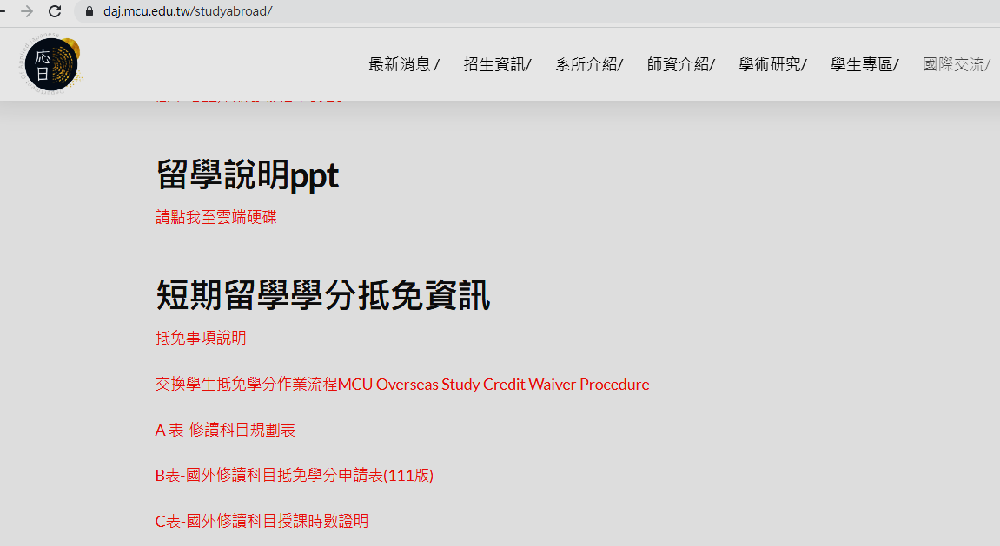 daj.mcu.edu.tw/studyabroad/
応
日
最新消息/ 招生資訊/ 系所介紹/ 師資介紹/ 學術研究/ 學生專區/ 國際交流/
留學說明ppt
請點我至雲端硬碟
短期留學學分抵免資訊
抵免事項說明
交換學生抵免學分作業流程MCU Overseas Study Credit Waiver Procedure
A 表-修讀科目規劃表
B表-國外修讀科目抵免學分申請表(111版)
C表-國外修讀科目授課時數證明